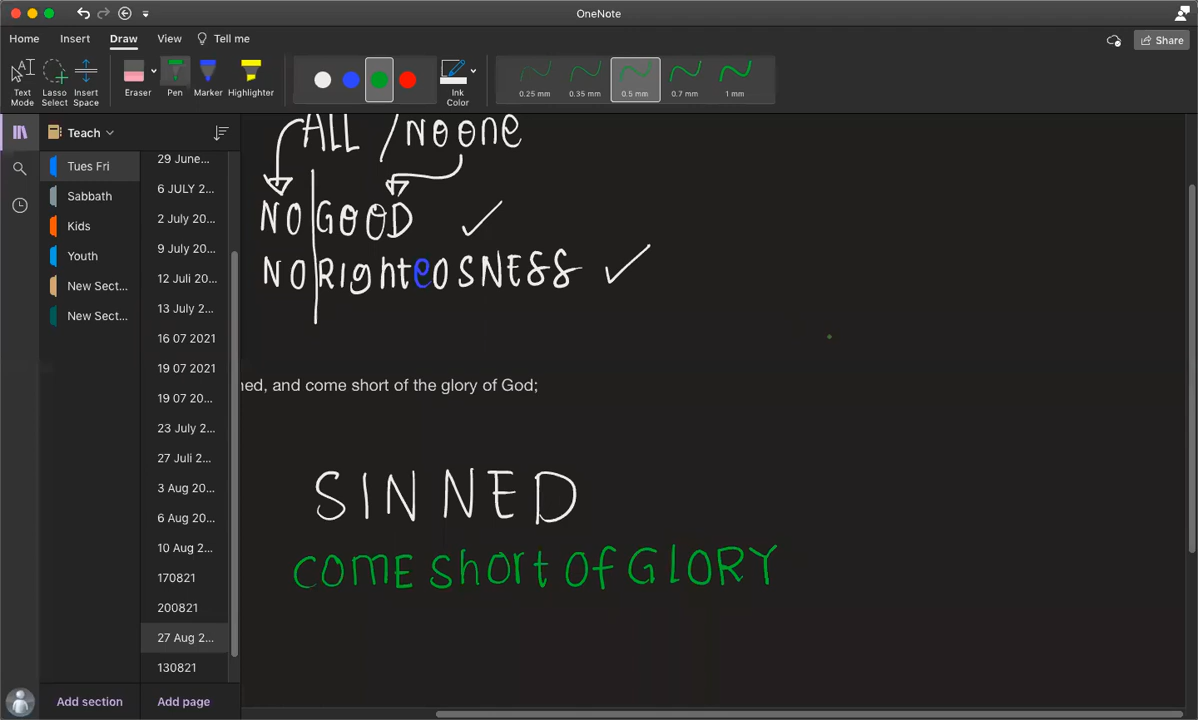 OneNote
Home Insert Draw View Tell me
Share
Text Mode
Lasso Select
Insert Space
Eraser
Pen
Marker
Highlighter
Ink Color
0.25 mm 0.35 mm 0.5 mm 0.7 mm 1 mm
Teach
Tues Fri
Sabbath
Kids
Youth
New Sect...
New Sect...
29 June...
6 JULY 2...
2 July 20...
9 July 20...
12 Juli 20...
13 July 2...
16 07 2021
19 07 2021
19 07 20...
23 July 2...
27 Juli 2...
3 Aug 20...
6 Aug 20...
10 Aug 2...
170821
200821
27 Aug 2...
130821
Add section
Add page
ALL / NO one
NO GOOD
NO RighteOSNESS
ned, and come short of the glory of God;
SINNED
COME short of GLORY